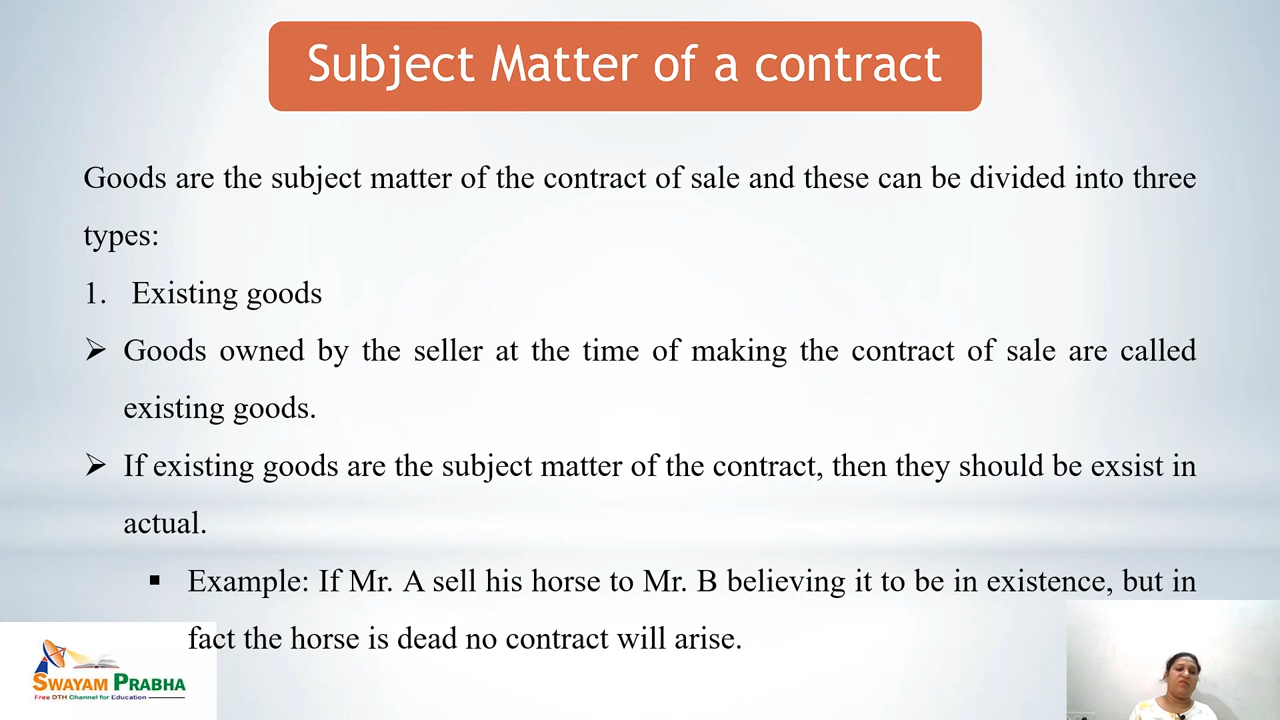 Subject Matter of a contract
Goods are the subject matter of the contract of sale and these can be divided into three
types:
1. Existing goods
➢ Goods owned by the seller at the time of making the contract of sale are called
existing goods.
➢ If existing goods are the subject matter of the contract, then they should be exsist in
actual.
▪ Example: If Mr. A sell his horse to Mr. B believing it to be in existence, but in
fact the horse is dead no contract will arise.
SWAYAM PRABHA
Free DTH Channel for Education